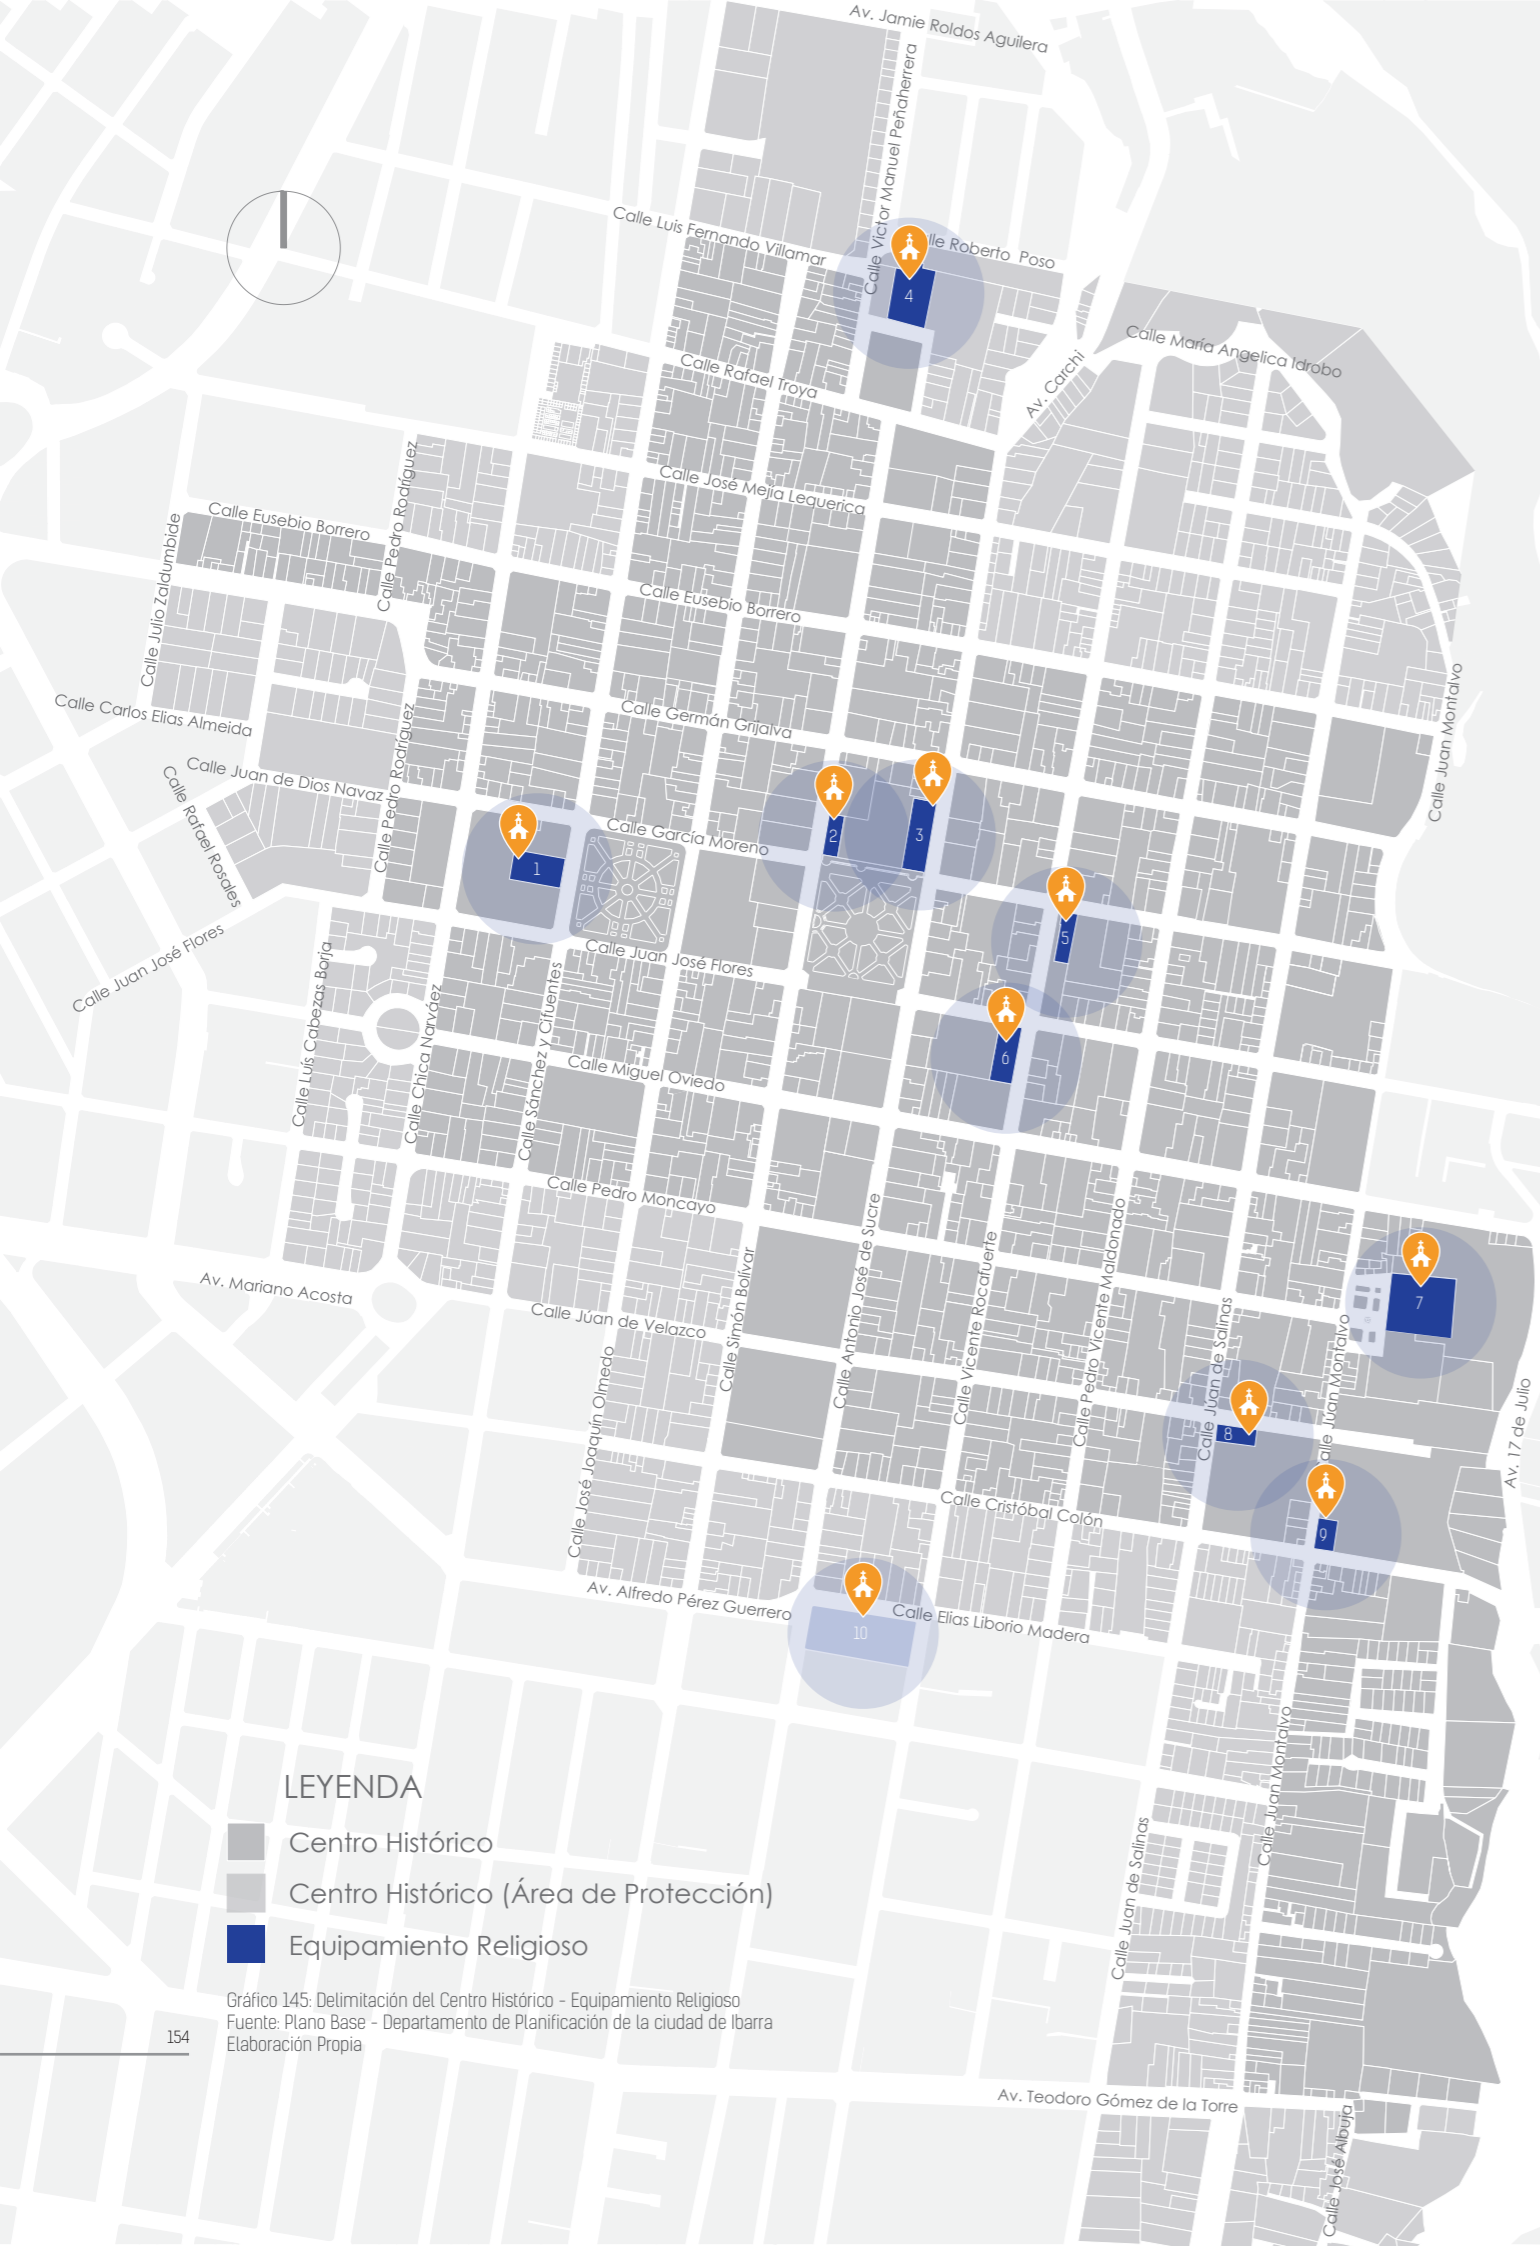 Av. Jamie Roldos Aguilera
Calle Victor Manuel Peñaherrera
Calle Luis Fernando Villamar
lle Roberto Poso
4
Calle María Angelica Idrobo
Av. Carchi
Calle Rafael Troya
Calle José Mejía Lequerica
Calle Pedro Rodríguez
Calle Eusebio Borrero
Calle Julio Zaldumbide
Calle Eusebio Borrero
Calle Juan Montalvo
Calle Carlos Elias Almeida
Calle Germán Grijalva
Calle Pedro Rodríguez
Calle Juan de Dios Navaz
Calle Rafael Rosales
Calle García Moreno
1
2
3
5
6
Calle Juan José Flores
Calle Juan José Flores
Calle Luís Cabezas Borja
Calle Chica Narváez
Calle Sánchez y Cifuentes
Calle Miguel Oviedo
Calle Pedro Moncayo
Av. Mariano Acosta
Calle Júan de Velazco
Calle Simón Bolívar
Calle Antonio José de Sucre
Calle Vicente Rocafuerte
Calle Pedro Vicente Maldonado
Calle Júan de Salinas
alle Júan Montalvo
7
8
9
Av. 17 de Julio
Calle José Joaquín Olmedo
Calle Cristóbal Colón
Av. Alfredo Pérez Guerrero
Calle Elias Liborio Madera
10
Calle Juan Montalvo
Calle Juan de Salinas
LEYENDA
Centro Histórico
Centro Histórico (Área de Protección)
Equipamiento Religioso
Gráfico 145: Delimitación del Centro Histórico - Equipamiento Religioso
Fuente: Plano Base - Departamento de Planificación de la ciudad de Ibarra
Elaboración Propia
154
Av. Teodoro Gómez de la Torre
Calle José Albuja